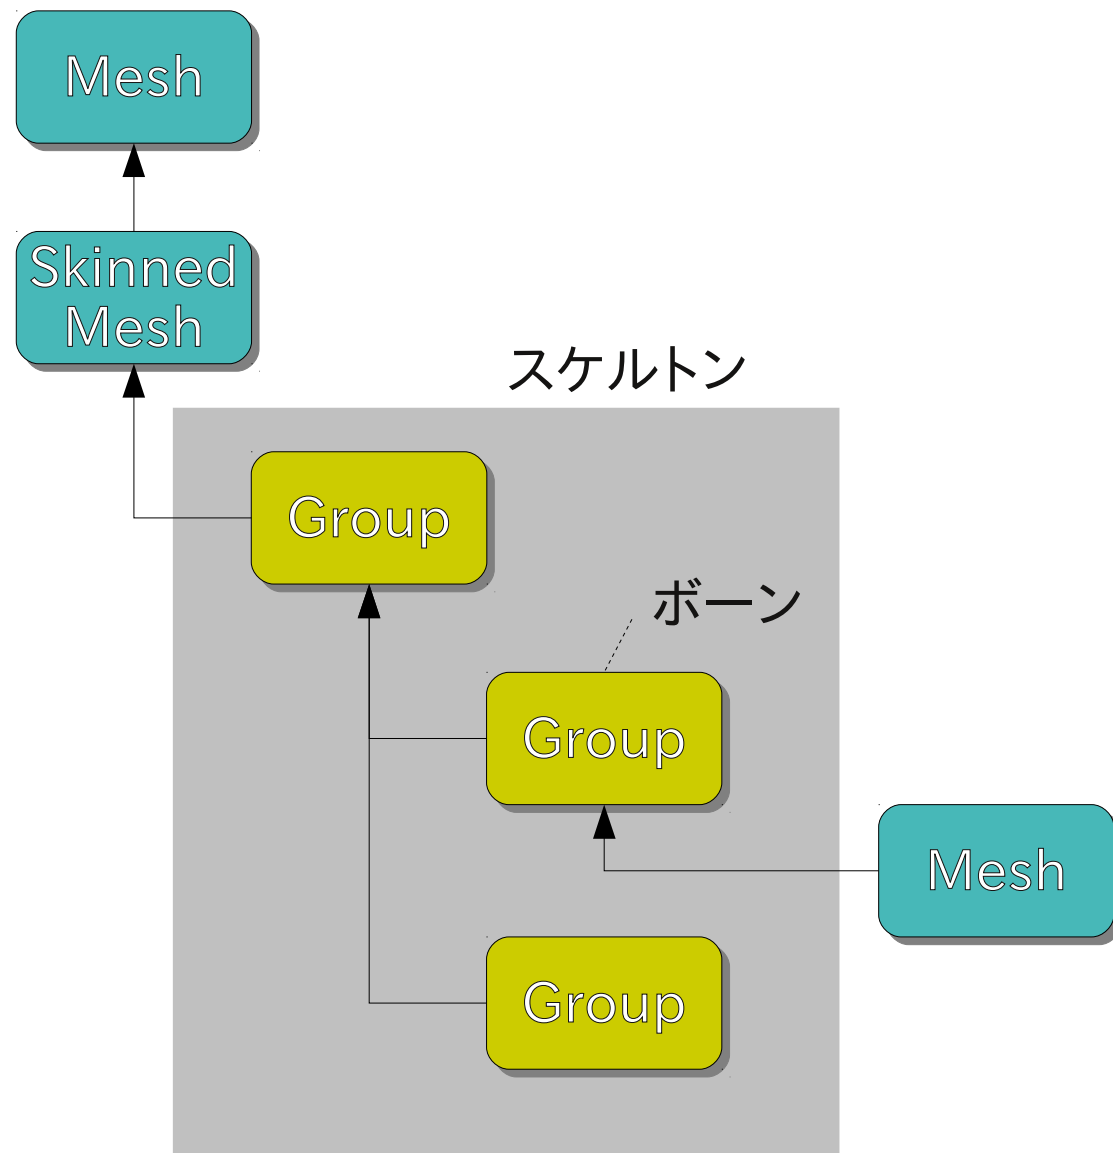 Mesh
Skinned
Mesh
スケルトン
Group
ボーン
Group
Mesh
Group